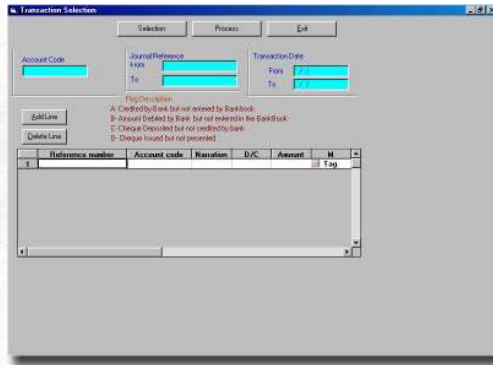 Transaction Selection
Selection Process Exit
Account Code
Journal Reference
From
To
Transaction Date
From / /
To / /
Flag Description
A- Credited by Bank but not entered by Bankbook
B- Amount Debited by Bank but not entered in the BankBook
C- Cheque Deposited but not credited by bank
D- Cheque Issued but not presented
Add Line
Delete Line
Reference number Account code Narration D/C Amount M
1 Tag